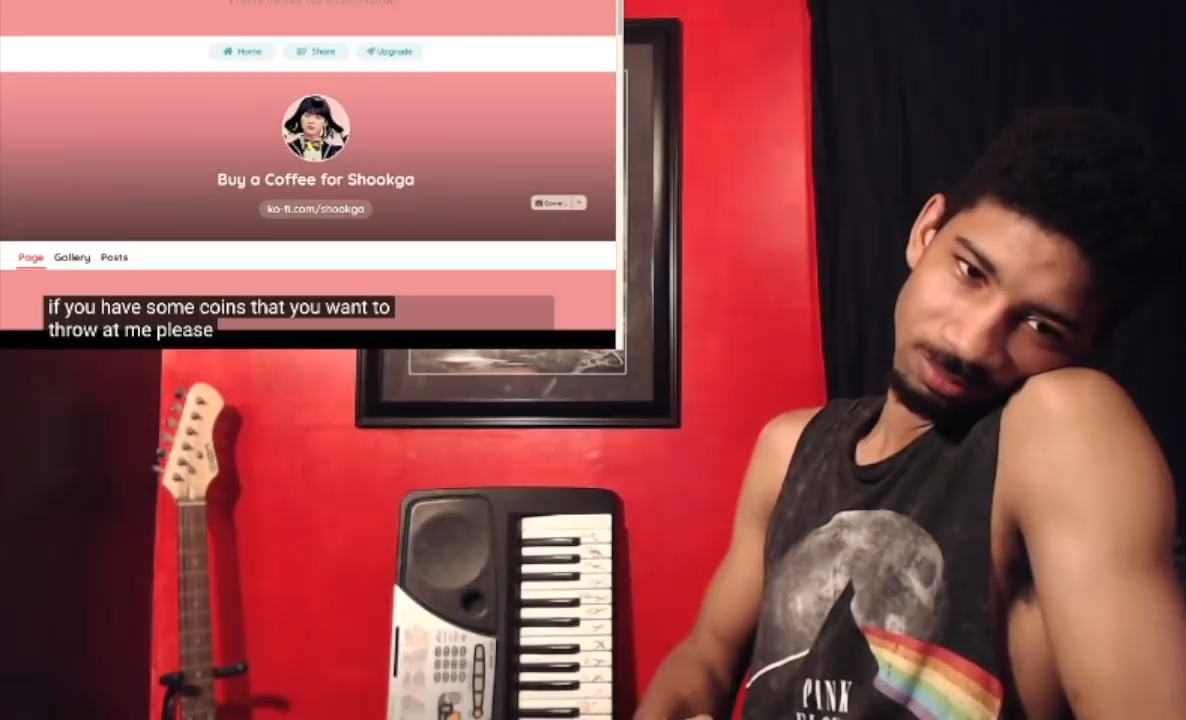 Home Share Upgrade
Buy a Coffee for Shookga
ko-fi.com/shookga
Page Gallery Posts
if you have some coins that you want to
throw at me please
PINK